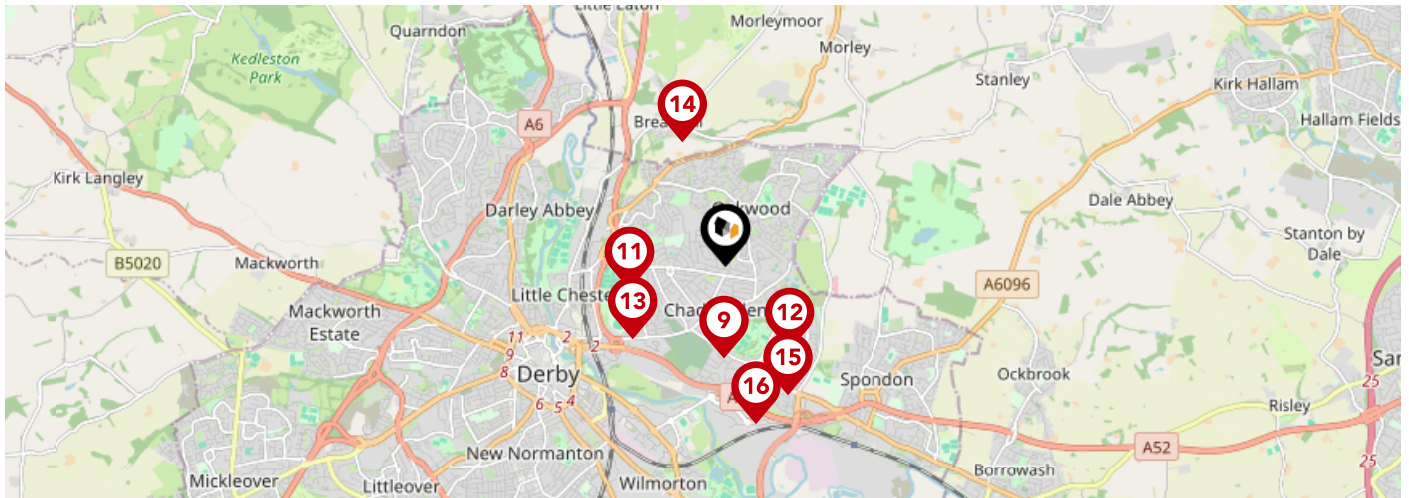 Little Eaton
Quarndon
Morleymoor
Morley
Kedleston
Park
Stanley
Kirk Hallam
14
A6
Hallam Fields
Kirk Langley
Darley Abbey
Dale Abbey
Stanton by
Dale
11
B5020
Mackworth
A6096
Little Chester
13
Mackworth
Estate
9
12
11
2
2
9
8
Derby
15
16
Spondon
Ockbrook
25
6
5
4
Risley
A52
New Normanton
Mickleover
Littleover
Wilmorton
Borrowash
25